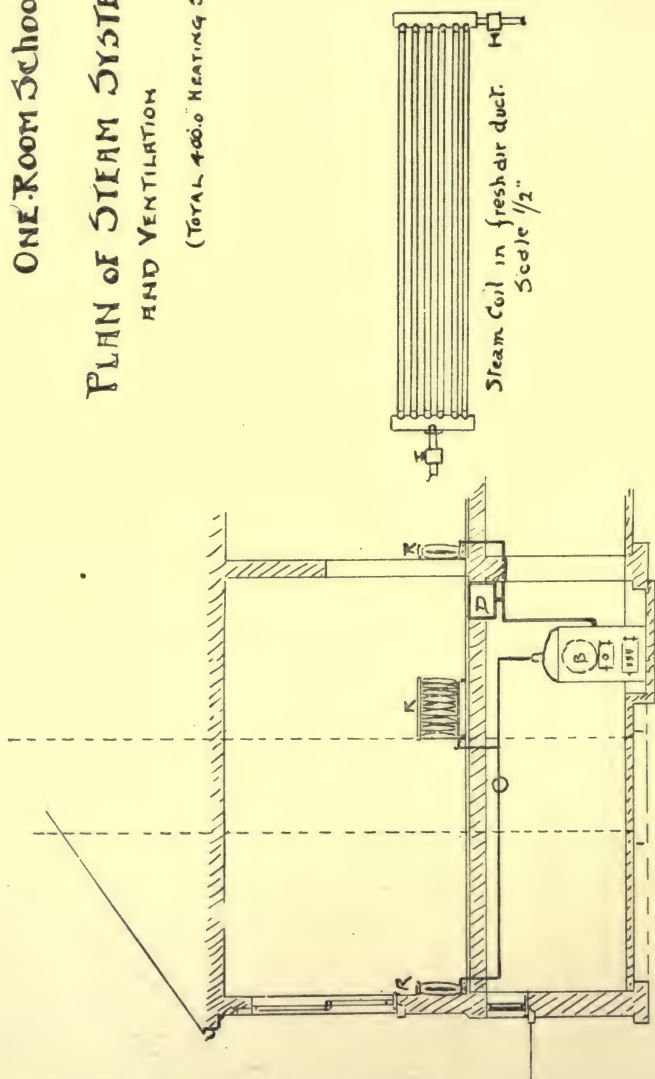 ONE-ROOM School
PLAN OF STEAM SYSTE
AND VENTILATION
(TOTAL 400.0" HEATING S
Steam Coil in fresh air duct.
Scale 1/2"
R
R
R
D
B